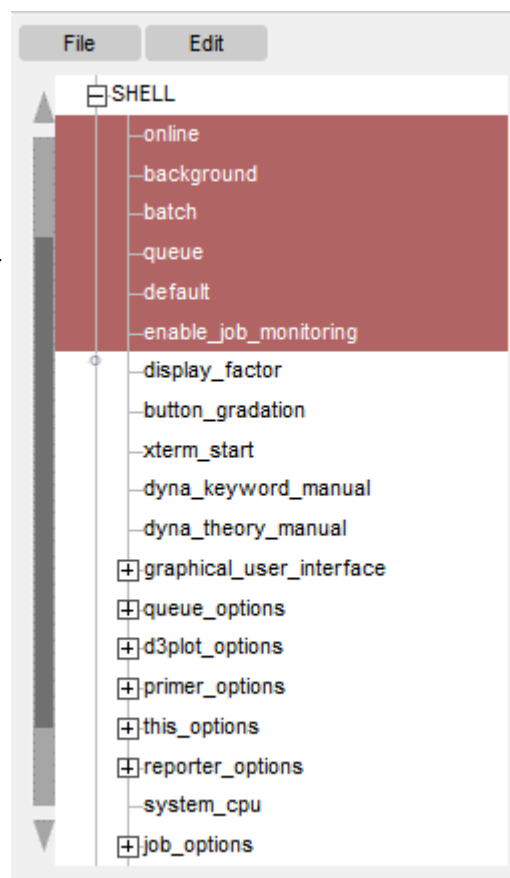 File Edit
SHELL
online
background
batch
queue
default
enable_job_monitoring
display_factor
button_gradation
xterm_start
dyna_keyword_manual
dyna_theory_manual
graphical_user_interface
queue_options
d3plot_options
primer_options
this_options
reporter_options
system_cpu
job_options